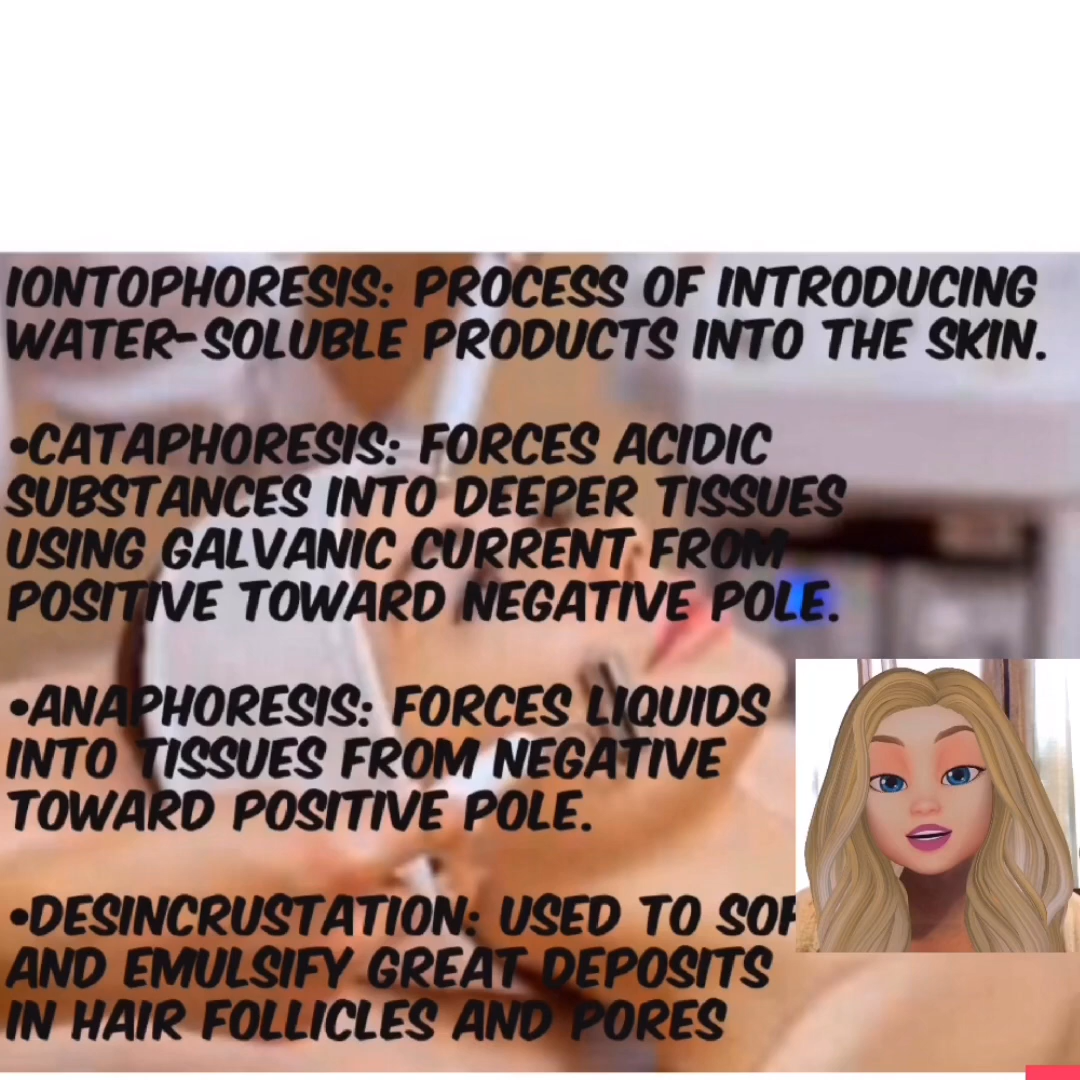 IONTOPHORESIS: PROCESS OF INTRODUCING
WATER-SOLUBLE PRODUCTS INTO THE SKIN.
•CATAPHORESIS: FORCES ACIDIC
SUBSTANCES INTO DEEPER TISSUES
USING GALVANIC CURRENT FROM
POSITIVE TOWARD NEGATIVE POLE.
•ANAPHORESIS: FORCES LIQUIDS
INTO TISSUES FROM NEGATIVE
TOWARD POSITIVE POLE.
•DESINCRUSTATION: USED TO
AND EMULSIFY GREAT DEPOSITS
IN HAIR FOLLICLES AND PORES